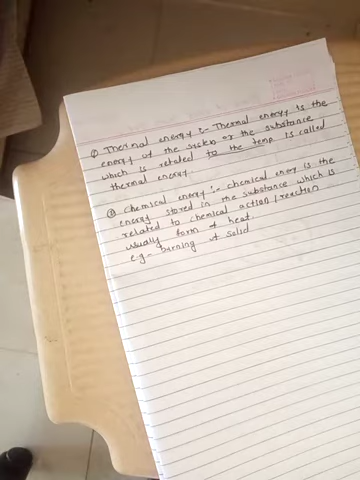 ① Thermal energy :- Thermal energy is the
energy of the system or the substance
which is related to the temp is called
thermal energy.
② Chemical energy :- chemical enery is the
energy stored in the substance which is
related to chemical action / reaction
usually form of heat.
e.g- burning of solid